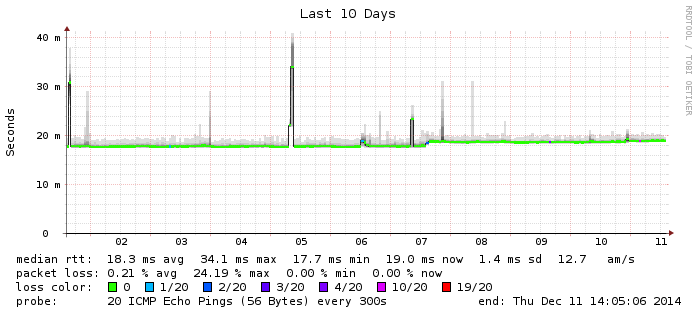 Last 10 Days
RRDTOOL / TOBI OETIKER
Seconds
40 m
30 m
20 m
10 m
0
02 03 04 05 06 07 08 09 10 11
median rtt: 18.3 ms avg 34.1 ms max 17.7 ms min 19.0 ms now 1.4 ms sd 12.7 am/s
packet loss: 0.21 % avg 24.19 % max 0.00 % min 0.00 % now
loss color: 0 1/20 2/20 3/20 4/20 10/20 19/20
probe: 20 ICMP Echo Pings (56 Bytes) every 300s end: Thu Dec 11 14:05:06 2014